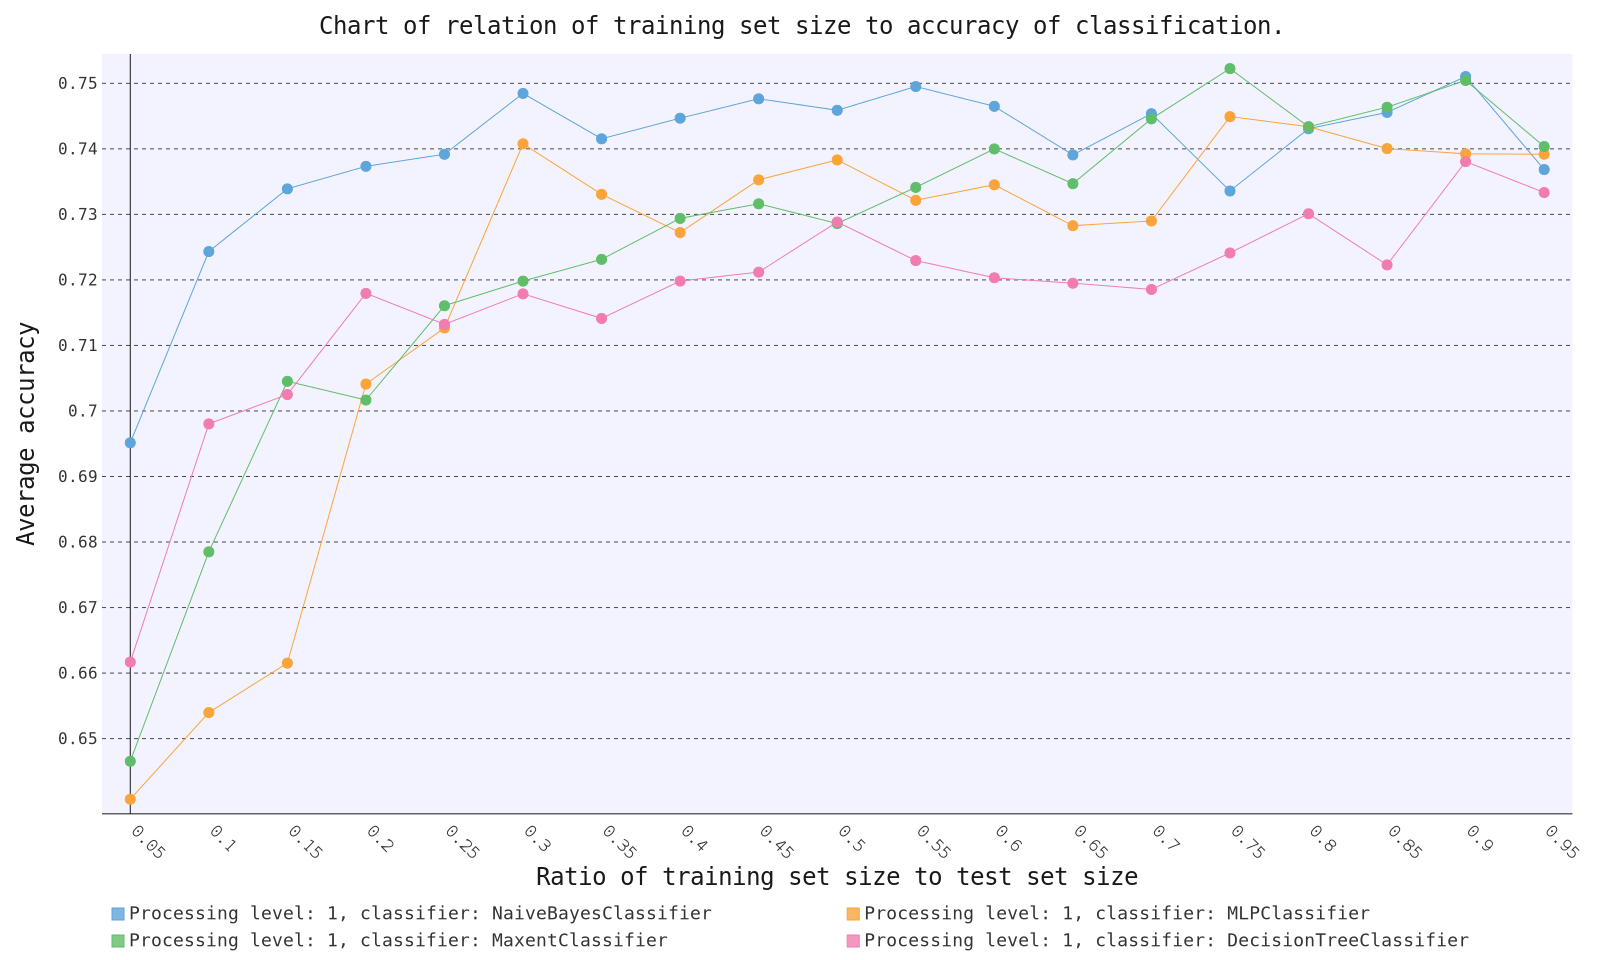 Chart of relation of training set size to accuracy of classification.
Average accuracy
0.75
0.74
0.73
0.72
0.71
0.7
0.69
0.68
0.67
0.66
0.65
0.05 0.1 0.15 0.2 0.25 0.3 0.35 0.4 0.45 0.5 0.55 0.6 0.65 0.7 0.75 0.8 0.85 0.9 0.95
Ratio of training set size to test set size
Processing level: 1, classifier: NaiveBayesClassifier
Processing level: 1, classifier: MLPClassifier
Processing level: 1, classifier: MaxentClassifier
Processing level: 1, classifier: DecisionTreeClassifier